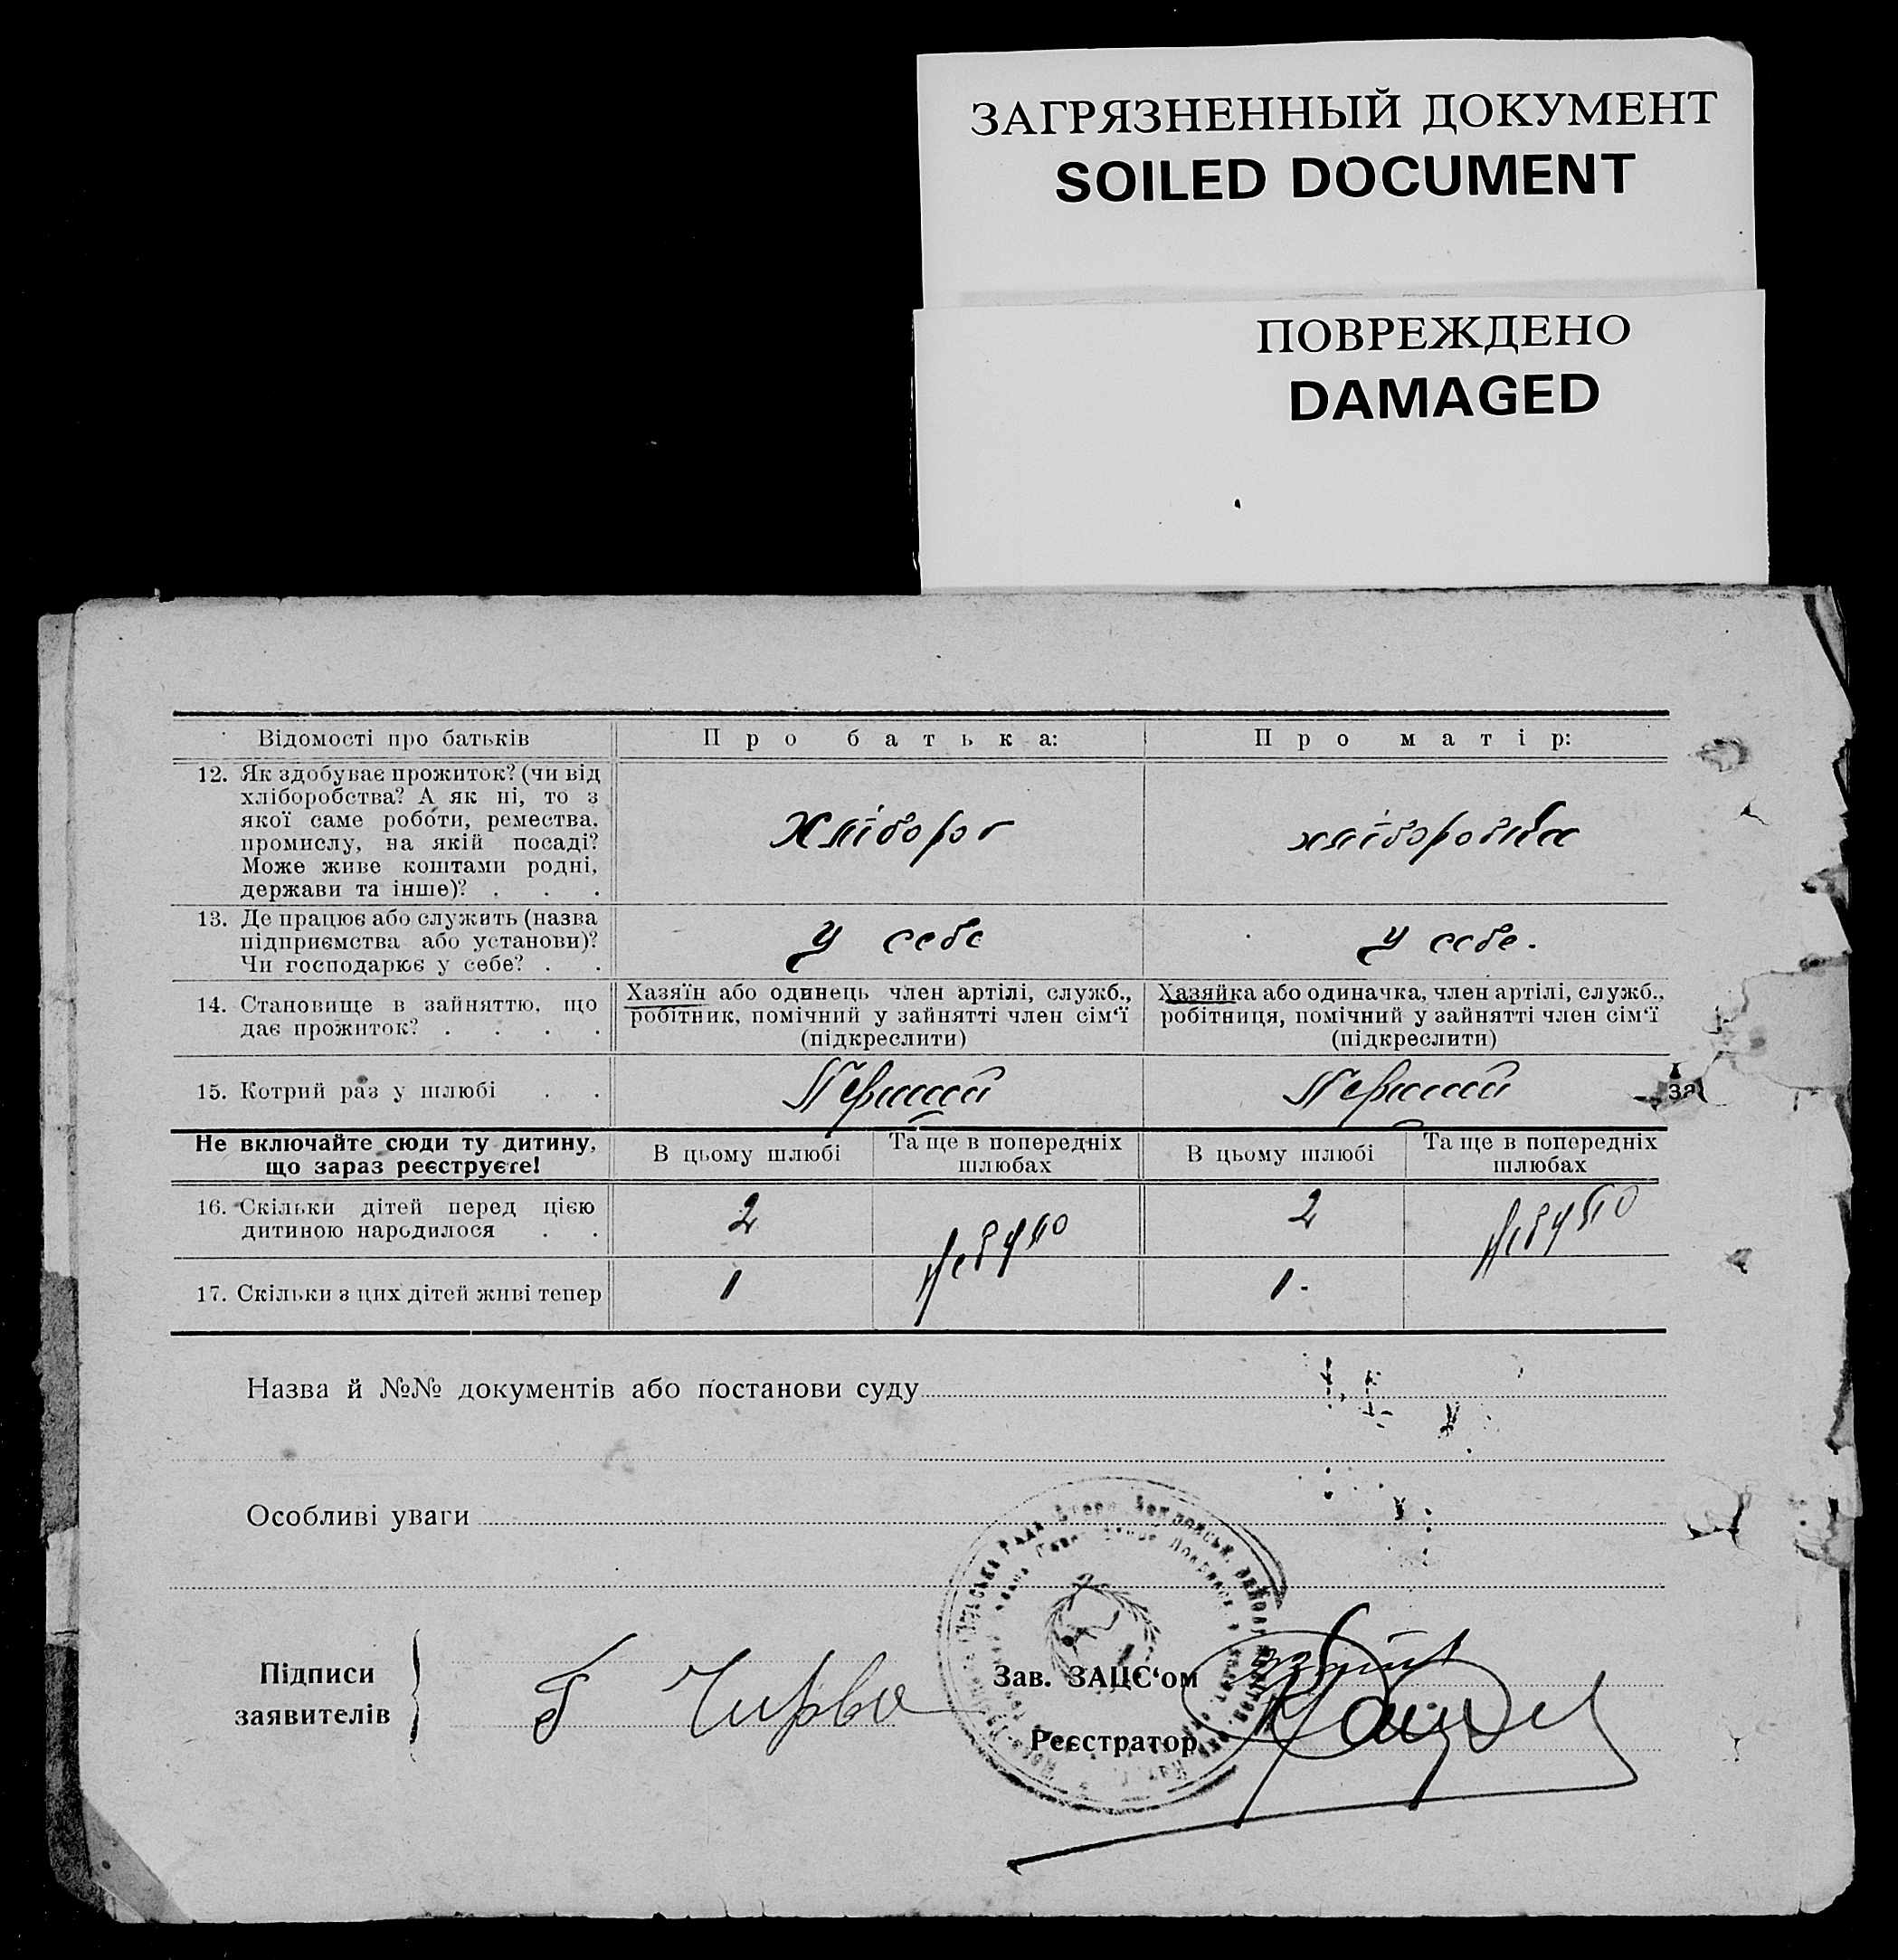 ЗАГРЯЗНЕННЫЙ ДОКУМЕНТ
SOILED DOCUMENT
ПОВРЕЖДЕНО
DAMAGED
Відомості про батьків
Про батька:
Про матір:
12. Як здобуває прожиток? (чи від
хліборобства? А як ні, то з
якої саме роботи, ремества,
промислу, на якій посаді?
Може живе коштами родні,
держави та інше)? . . .
Хлібороб
хліборобка
13. Де працює або служить (назва
підприємства або установи)?
Чи господарює у себе? . .
у себе
у себе.
14. Становище в зайняттю, що
дає прожиток? . . . .
Хазяїн або одинець член артілі, служб.,
робітник, помічний у зайнятті член сім‘ї
(підкреслити)
Хазяйка або одиначка, член артілі, служб.,
робітниця, помічний у зайнятті член сім‘ї
(підкреслити)
15. Котрий раз у шлюбі . .
Перший
Перший
за
Не включайте сюди ту дитину,
що зараз реєструєте!
В цьому шлюбі
Та ще в попередніх
шлюбах
В цьому шлюбі
Та ще в попередніх
шлюбах
16. Скільки дітей перед цією
дитиною народилося . .
2
не було
2
не було
17. Скільки з цих дітей живі тепер
1
1.
Назва й №№ документів або постанови суду
Особливі уваги
Підписи
заявителів
Г Чирва
Зав. ЗАЦС‘ом
Реєстратор